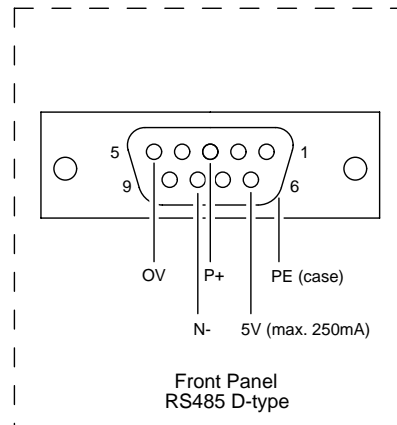 5 1
9 6
OV P+ PE (case)
N- 5V (max. 250mA)
Front Panel
RS485 D-type